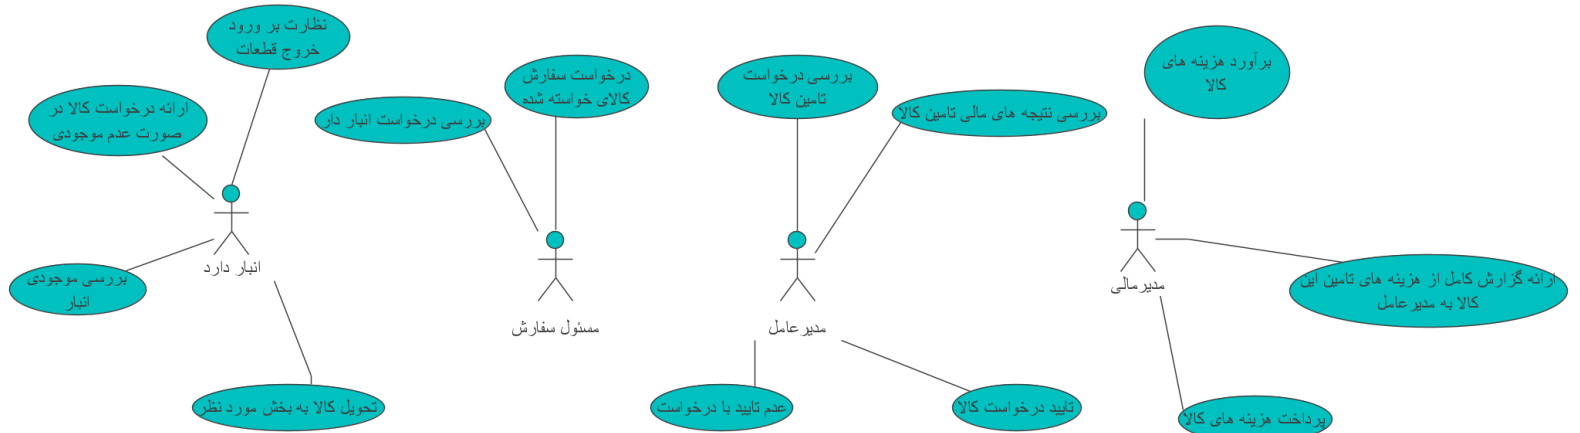 نظارت بر ورود
خروج قطعات
ارائه درخواست کالا در
صورت عدم موجودی
انبار دارد
بررسی موجودی
انبار
تحویل کالا به بخش مورد نظر
درخواست سفارش
کالای خواسته شده
بررسی درخواست انبار دار
مسئول سفارش
بررسی درخواست
تامین کالا
بررسی نتیجه های مالی تامین کالا
مدیرعامل
عدم تایید با درخواست
تایید درخواست کالا
برآورد هزینه های
کالا
مدیرمالی
ارائه گزارش کامل از هزینه های تامین این
کالا به مدیرعامل
پرداخت هزینه های کالا